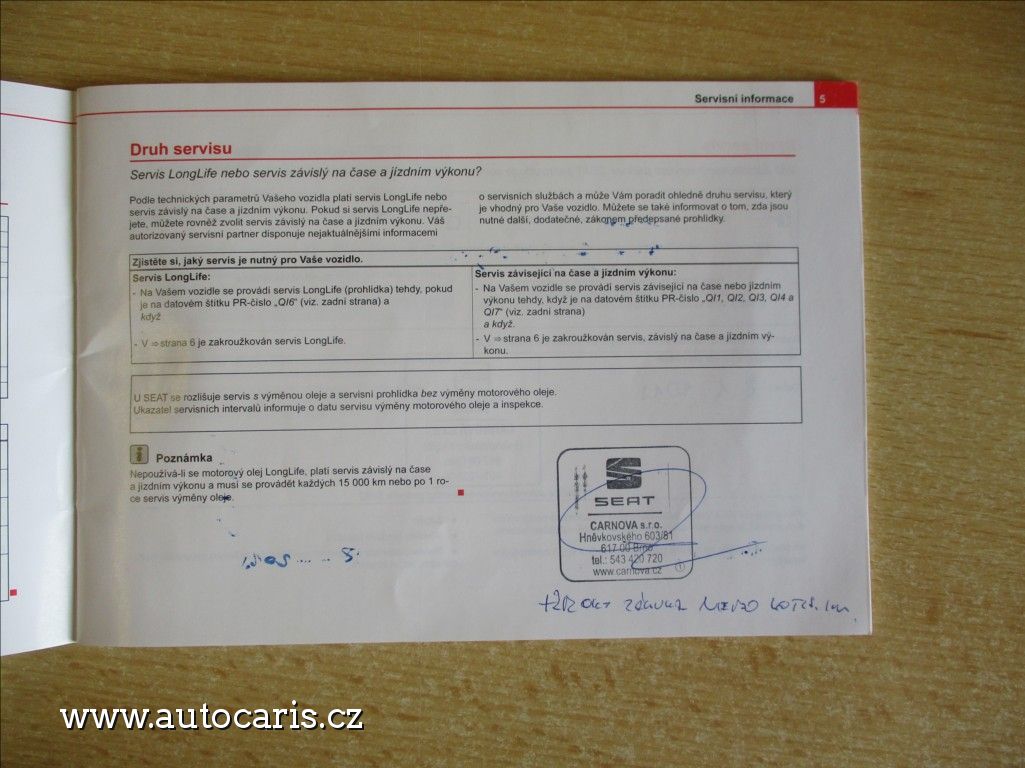 Servisní informace 5
Druh servisu
Servis LongLife nebo servis závislý na čase a jízdním výkonu?
Podle technických parametrů Vašeho vozidla platí servis LongLife nebo
servis závislý na čase a jízdním výkonu. Pokud si servis LongLife nepře-
jete, můžete rovněž zvolit servis závislý na čase a jízdním výkonu. Váš
autorizovaný servisní partner disponuje nejaktuálnějšími informacemi
o servisních službách a může Vám poradit ohledně druhu servisu, který
je vhodný pro Vaše vozidlo. Můžete se také informovat o tom, zda jsou
nutné další, dodatečné, zákonem předepsané prohlídky.
Zjistěte si, jaký servis je nutný pro Vaše vozidlo.
Servis LongLife:
- Na Vašem vozidle se provádí servis LongLife (prohlídka) tehdy, pokud
je na datovém štítku PR-číslo „QI6“ (viz. zadní strana) a
když
- V ⇒ strana 6 je zakroužkován servis LongLife.
Servis závisející na čase a jízdním výkonu:
- Na Vašem vozidle se provádí servis závisející na čase nebo jízdním
výkonu tehdy, když je na datovém štítku PR-číslo „QI1, QI2, QI3, QI4 a
QI7“ (viz. zadní strana)
a když.
- V ⇒ strana 6 je zakroužkován servis, závislý na čase a jízdním vý-
konu.
U SEAT se rozlišuje servis s výměnou oleje a servisní prohlídka bez výměny motorového oleje.
Ukazatel servisních intervalů informuje o datu servisu výměny motorového oleje a inspekce.
i Poznámka
Nepoužívá-li se motorový olej LongLife, platí servis závislý na čase
a jízdním výkonu a musí se provádět každých 15 000 km nebo po 1 ro-
ce servis výměny oleje.
SEAT
CARNOVA s.r.o.
Hněvkovského 603/81
617 00 Brno
tel.: 543 420 720
www.carnova.cz 1
www.autocaris.cz